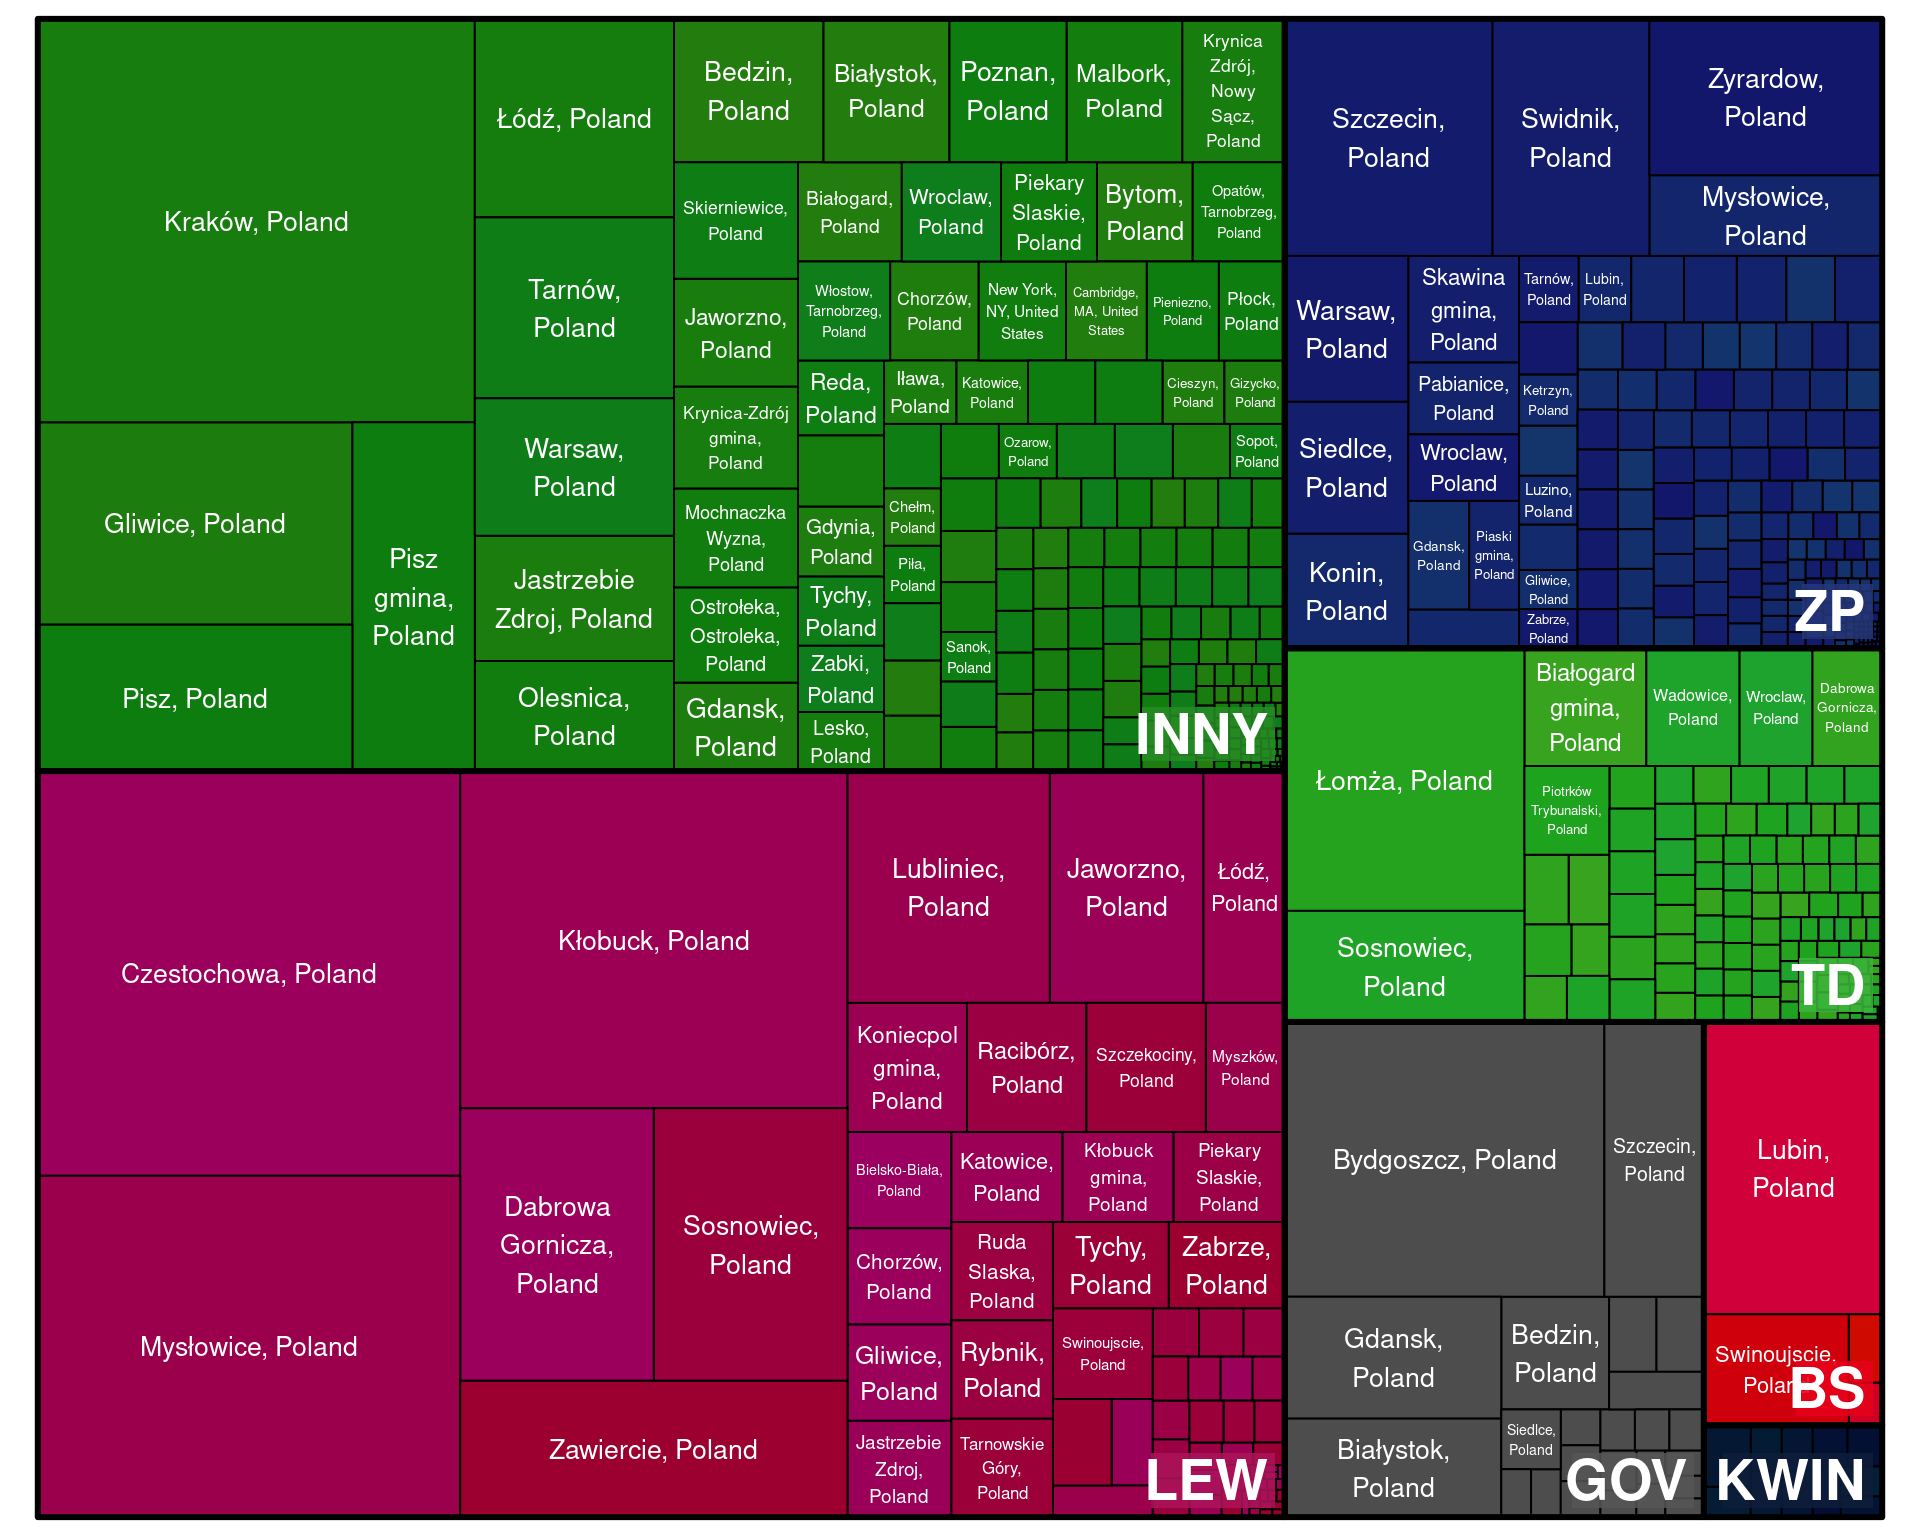 Kraków, Poland
Gliwice, Poland
Pisz, Poland
Pisz
gmina,
Poland
Łódź, Poland
Tarnów,
Poland
Warsaw,
Poland
Jastrzebie
Zdroj, Poland
Olesnica,
Poland
Bedzin,
Poland
Białystok,
Poland
Poznan,
Poland
Malbork,
Poland
Krynica
Zdrój,
Nowy
Sącz,
Poland
Skierniewice,
Poland
Jaworzno,
Poland
Krynica-Zdrój
gmina,
Poland
Mochnaczka
Wyzna,
Poland
Ostrołeka,
Ostroleka,
Poland
Gdansk,
Poland
Białogard,
Poland
Wroclaw,
Poland
Piekary
Slaskie,
Poland
Bytom,
Poland
Opatów,
Tarnobrzeg,
Poland
Włostow,
Tarnobrzeg,
Poland
Chorzów,
Poland
New York,
NY, United
States
Cambridge,
MA, United
States
Pieniezno,
Poland
Płock,
Poland
Reda,
Poland
Iława,
Poland
Katowice,
Poland
Cieszyn,
Poland
Gizycko,
Poland
Ozarow,
Poland
Sopot,
Poland
Gdynia,
Poland
Chełm,
Poland
Tychy,
Poland
Piła,
Poland
Zabki,
Poland
Sanok,
Poland
Lesko,
Poland
INNY
Szczecin,
Poland
Swidnik,
Poland
Zyrardow,
Poland
Mysłowice,
Poland
Warsaw,
Poland
Siedlce,
Poland
Konin,
Poland
Skawina
gmina,
Poland
Pabianice,
Poland
Wroclaw,
Poland
Gdansk,
Poland
Piaski
gmina,
Poland
Tarnów,
Poland
Lubin,
Poland
Ketrzyn,
Poland
Luzino,
Poland
Gliwice,
Poland
Zabrze,
Poland
ZP
Łomża, Poland
Sosnowiec,
Poland
Białogard
gmina,
Poland
Wadowice,
Poland
Wroclaw,
Poland
Dabrowa
Gornicza,
Poland
Piotrków
Trybunalski,
Poland
TD
Czestochowa, Poland
Mysłowice, Poland
Kłobuck, Poland
Dabrowa
Gornicza,
Poland
Sosnowiec,
Poland
Zawiercie, Poland
Lubliniec,
Poland
Jaworzno,
Poland
Łódź,
Poland
Koniecpol
gmina,
Poland
Racibórz,
Poland
Szczekociny,
Poland
Myszków,
Poland
Bielsko-Biała,
Poland
Katowice,
Poland
Kłobuck
gmina,
Poland
Piekary
Slaskie,
Poland
Chorzów,
Poland
Ruda
Slaska,
Poland
Tychy,
Poland
Zabrze,
Poland
Gliwice,
Poland
Rybnik,
Poland
Swinoujscie,
Poland
Jastrzebie
Zdroj,
Poland
Tarnowskie
Góry,
Poland
LEW
Bydgoszcz, Poland
Szczecin,
Poland
Gdansk,
Poland
Bedzin,
Poland
Białystok,
Poland
Siedlce,
Poland
GOV
Lubin,
Poland
Swinoujscie,
Poland
BS
KWIN